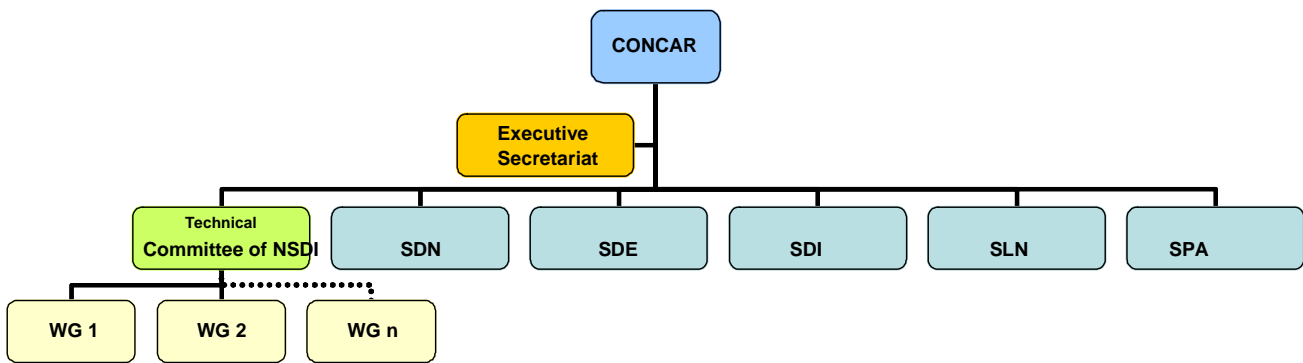 CONCAR
Executive
Secretariat
Technical
Committee of NSDI
SDN
SDE
SDI
SLN
SPA
WG 1
WG 2
WG n